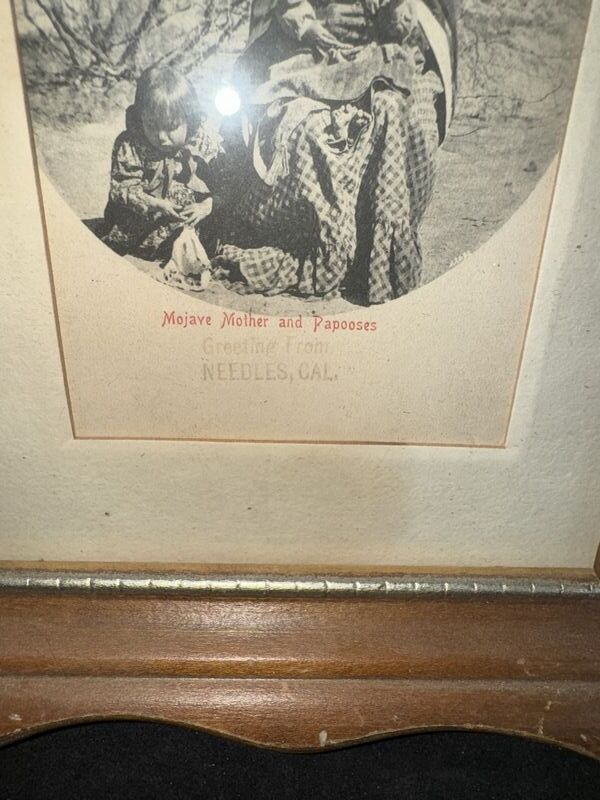 Mojave Mother and Papooses
Greeting From
NEEDLES, CAL.